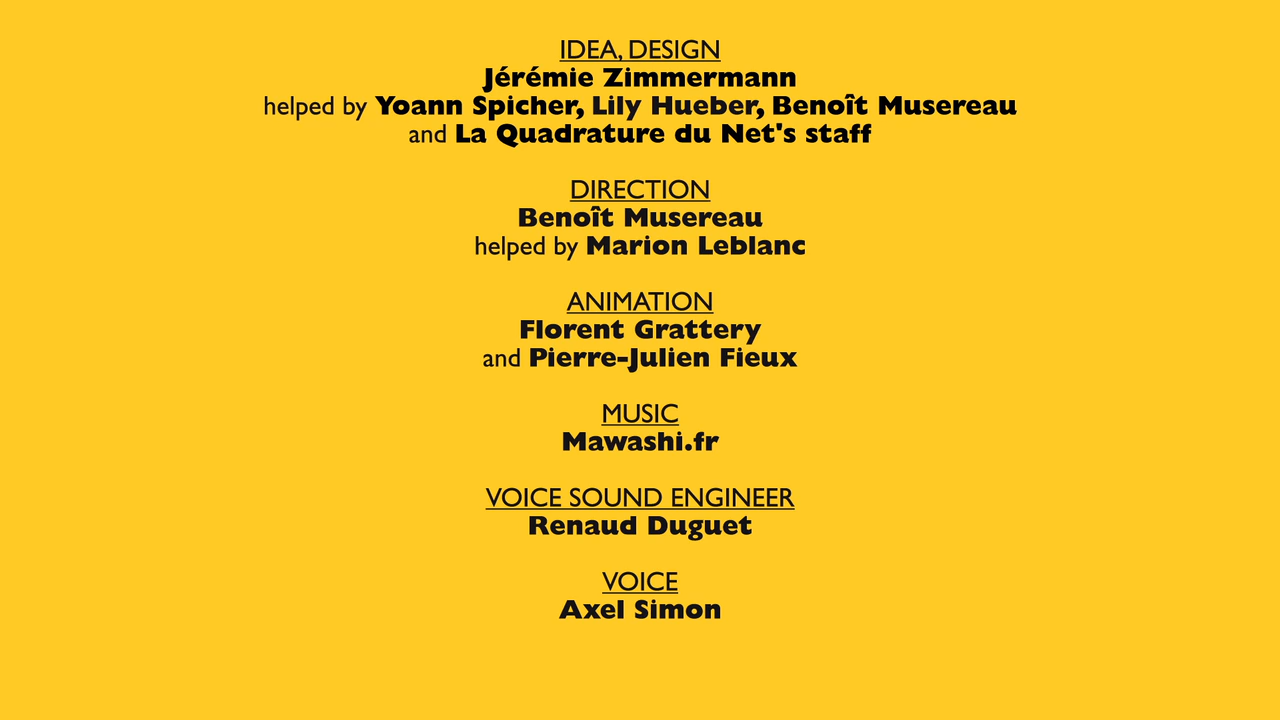 IDEA, DESIGN
Jérémie Zimmermann
helped by Yoann Spicher, Lily Hueber, Benoît Musereau
and La Quadrature du Net's staff
DIRECTION
Benoît Musereau
helped by Marion Leblanc
ANIMATION
Florent Grattery
and Pierre-Julien Fieux
MUSIC
Mawashi.fr
VOICE SOUND ENGINEER
Renaud Duguet
VOICE
Axel Simon